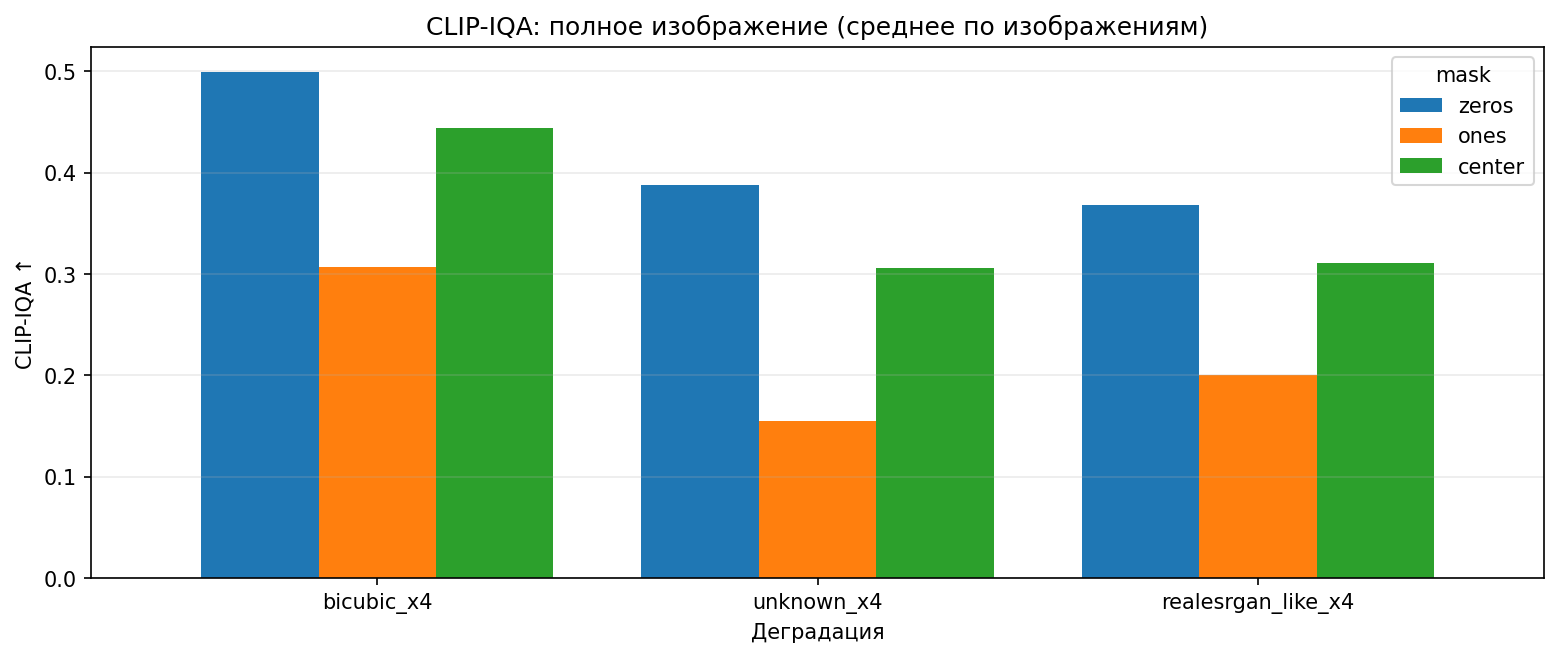 CLIP-IQA: полное изображение (среднее по изображениям)
CLIP-IQA ↑
0.5
0.4
0.3
0.2
0.1
0.0
mask
zeros
ones
center
bicubic_x4
unknown_x4
realesrgan_like_x4
Деградация